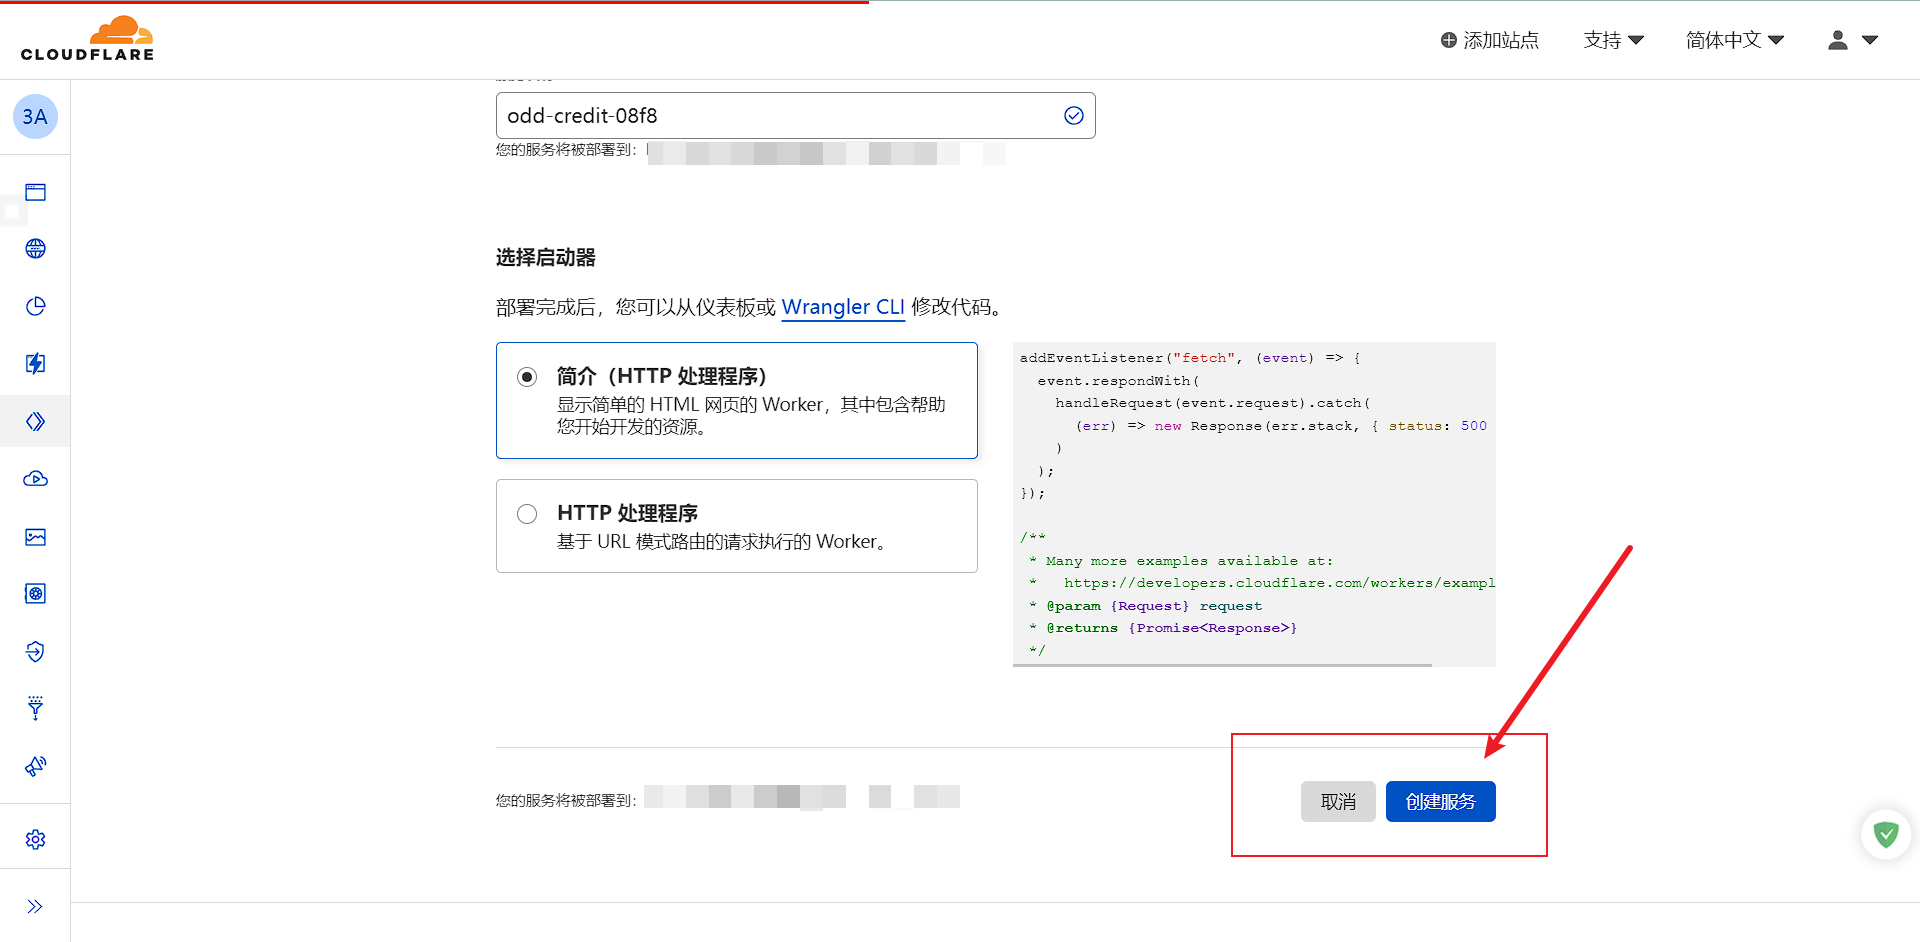 CLOUDFLARE
添加站点
支持
简体中文
3A
odd-credit-08f8
您的服务将被部署到：
选择启动器
部署完成后，您可以从仪表板或 Wrangler CLI 修改代码。
简介（HTTP 处理程序）
显示简单的 HTML 网页的 Worker，其中包含帮助
您开始开发的资源。
HTTP 处理程序
基于 URL 模式路由的请求执行的 Worker。
addEventListener("fetch", (event) => {
event.respondWith(
handleRequest(event.request).catch(
(err) => new Response(err.stack, { status: 500
)
);
});
/**
* Many more examples available at:
* https://developers.cloudflare.com/workers/exampl
* @param {Request} request
* @returns {Promise<Response>}
*/
您的服务将被部署到：
取消
创建服务